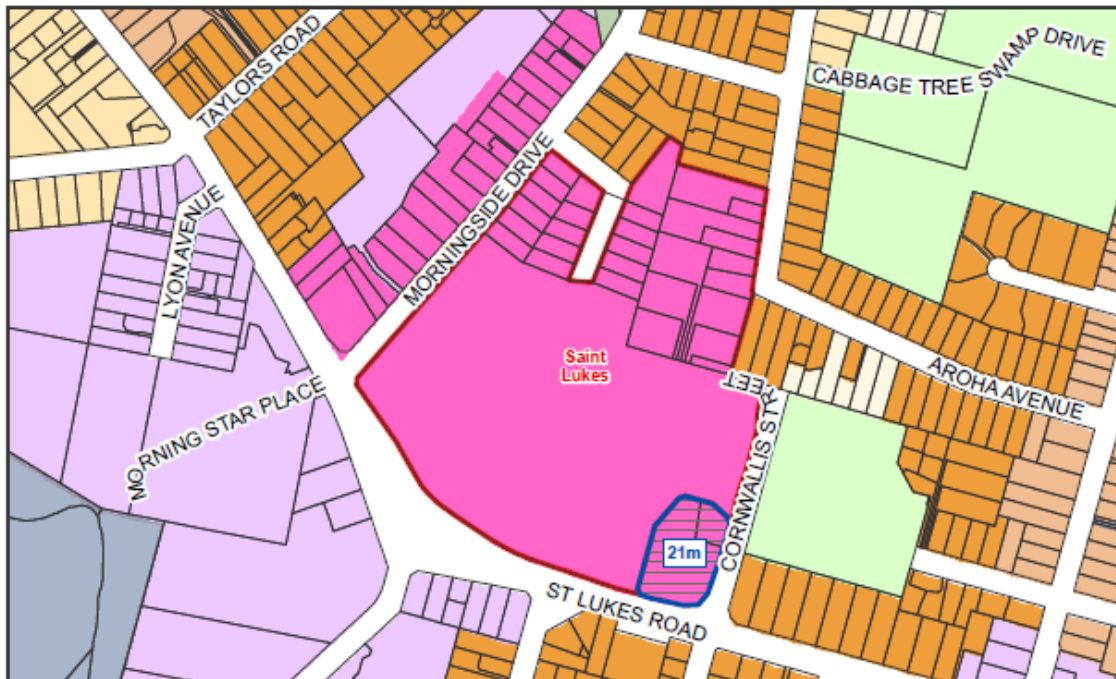 TAYLORS ROAD
CABBAGE TREE SWAMP DRIVE
LYON AVENUE
MORNINGSIDE DRIVE
Saint
Lukes
AROHA AVENUE
MORNING STAR PLACE
CORNWALLIS STREET
21m
ST LUKES ROAD